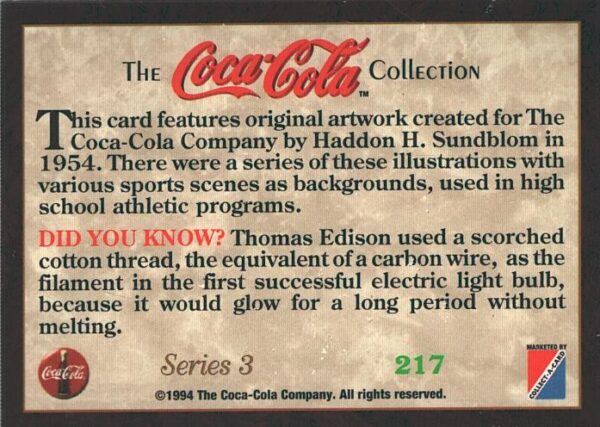 The Coca-Cola™ Collection
This card features original artwork created for The
Coca-Cola Company by Haddon H. Sundblom in
1954. There were a series of these illustrations with
various sports scenes as backgrounds, used in high
school athletic programs.
DID YOU KNOW? Thomas Edison used a scorched
cotton thread, the equivalent of a carbon wire, as the
filament in the first successful electric light bulb,
because it would glow for a long period without
melting.
Coca-Cola
Series 3
217
MARKETED BY
COLLECT-A-CARD
©1994 The Coca-Cola Company. All rights reserved.